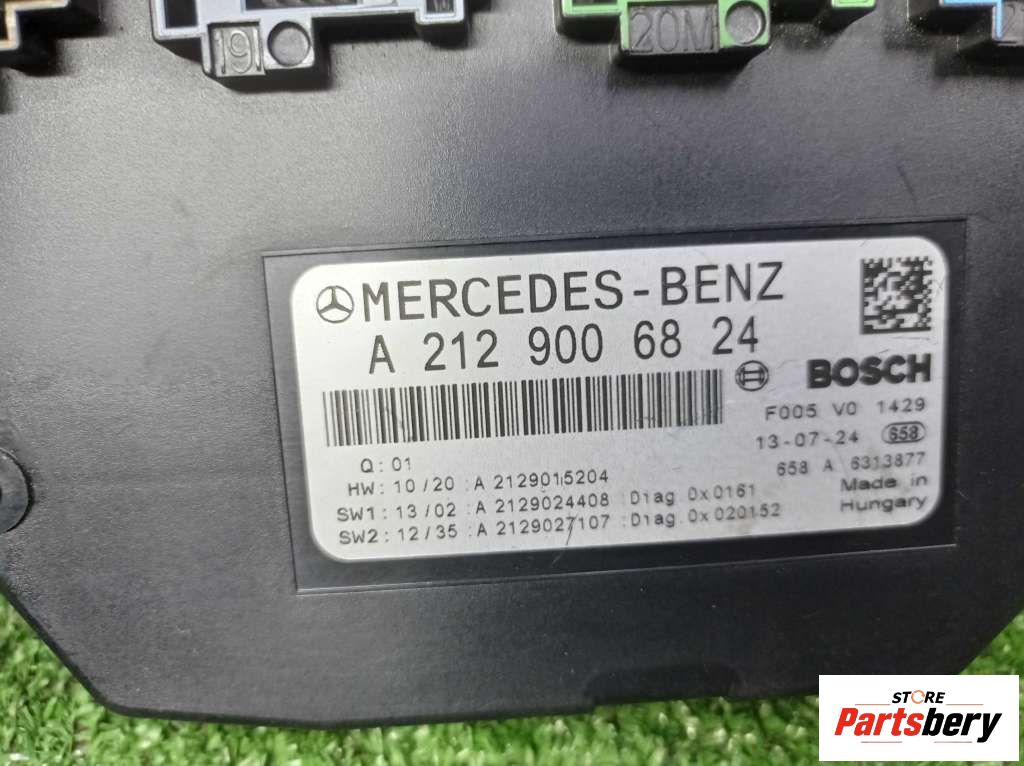 19
20M
MERCEDES-BENZ
A 212 900 68 24
BOSCH
F005 V0 1429
13-07-24 658
658 A 6313877
Made in
Hungary
Q: 01
HW: 10/20 :A 2129015204
SW1: 13/02 :A 2129024408 :Diag.0x0161
SW2: 12/35 :A 2129027107 :Diag.0x020152
STORE
Partsbery